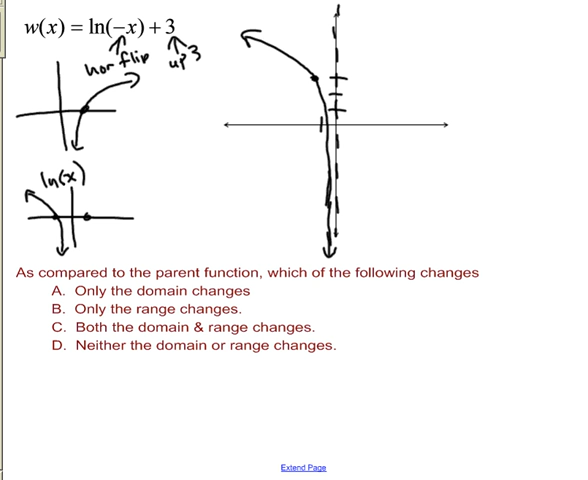 w(x) = ln(−x) + 3
hor flip
up 3
ln(x)
As compared to the parent function, which of the following changes
A. Only the domain changes
B. Only the range changes.
C. Both the domain & range changes.
D. Neither the domain or range changes.
Extend Page